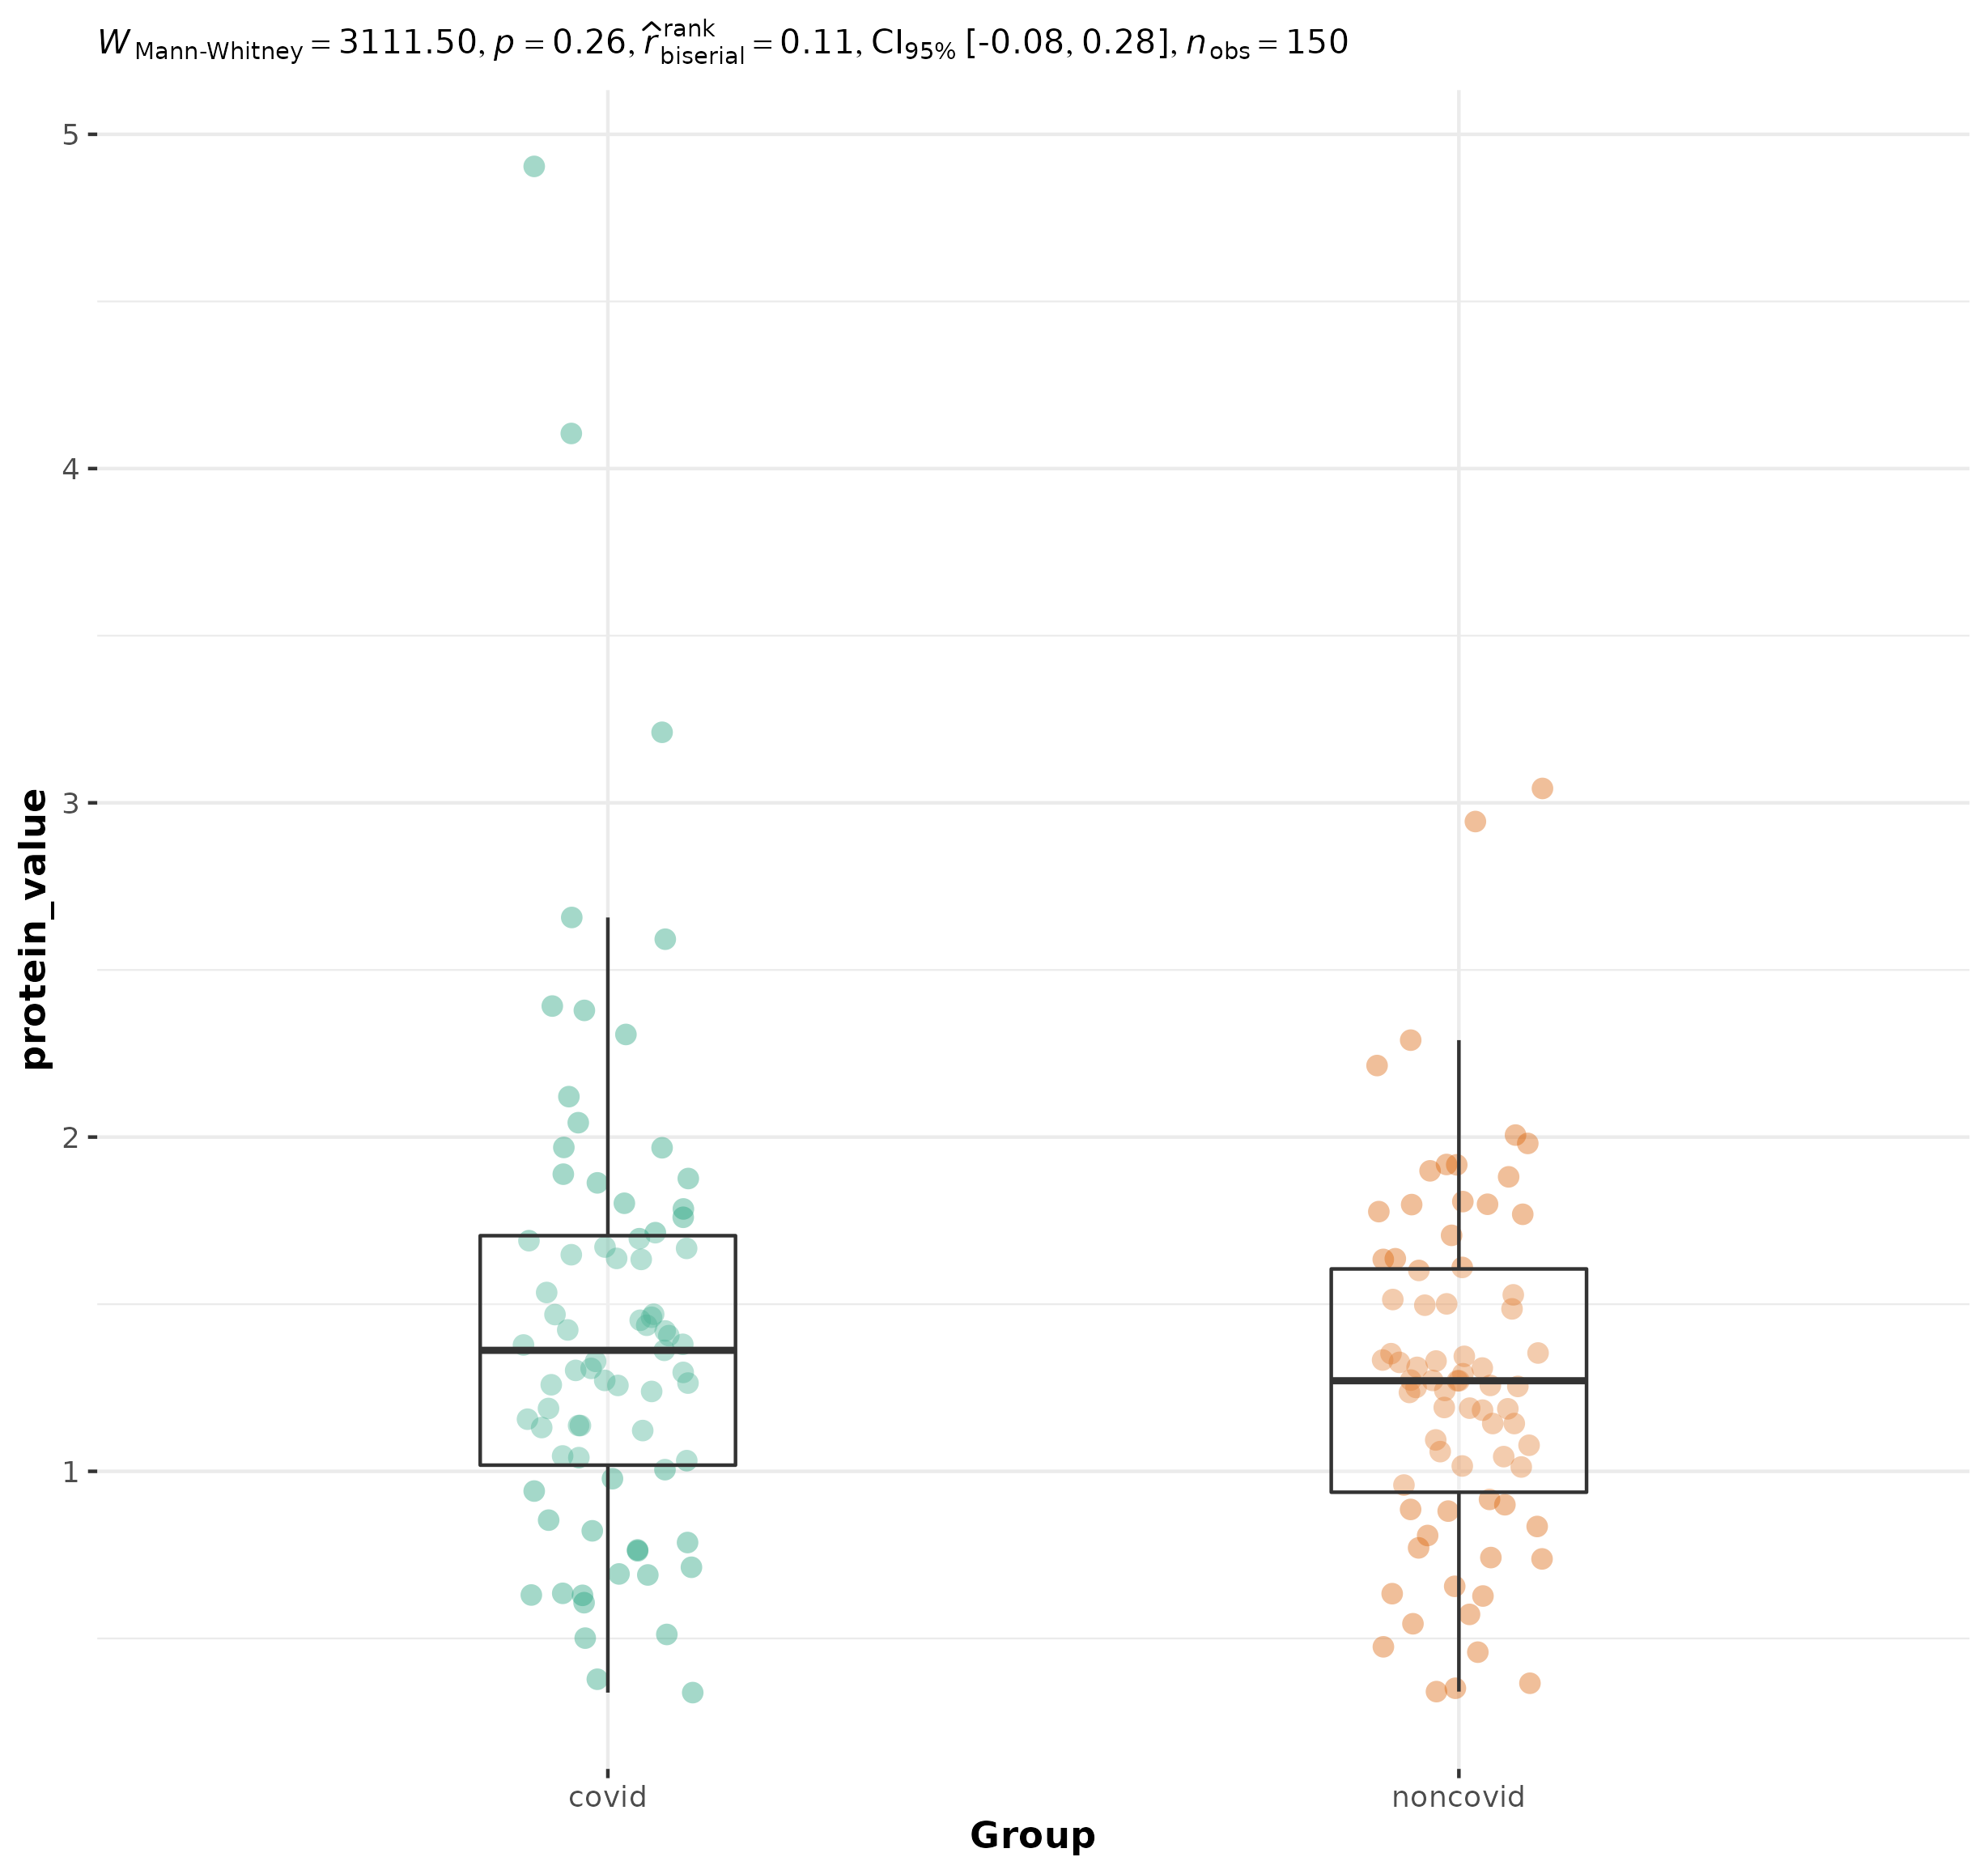 W Mann-Whitney = 3111.50, p = 0.26, r̂ rank biserial = 0.11, CI95% [-0.08, 0.28], nobs = 150
5
4
3
2
1
protein_value
covid noncovid
Group